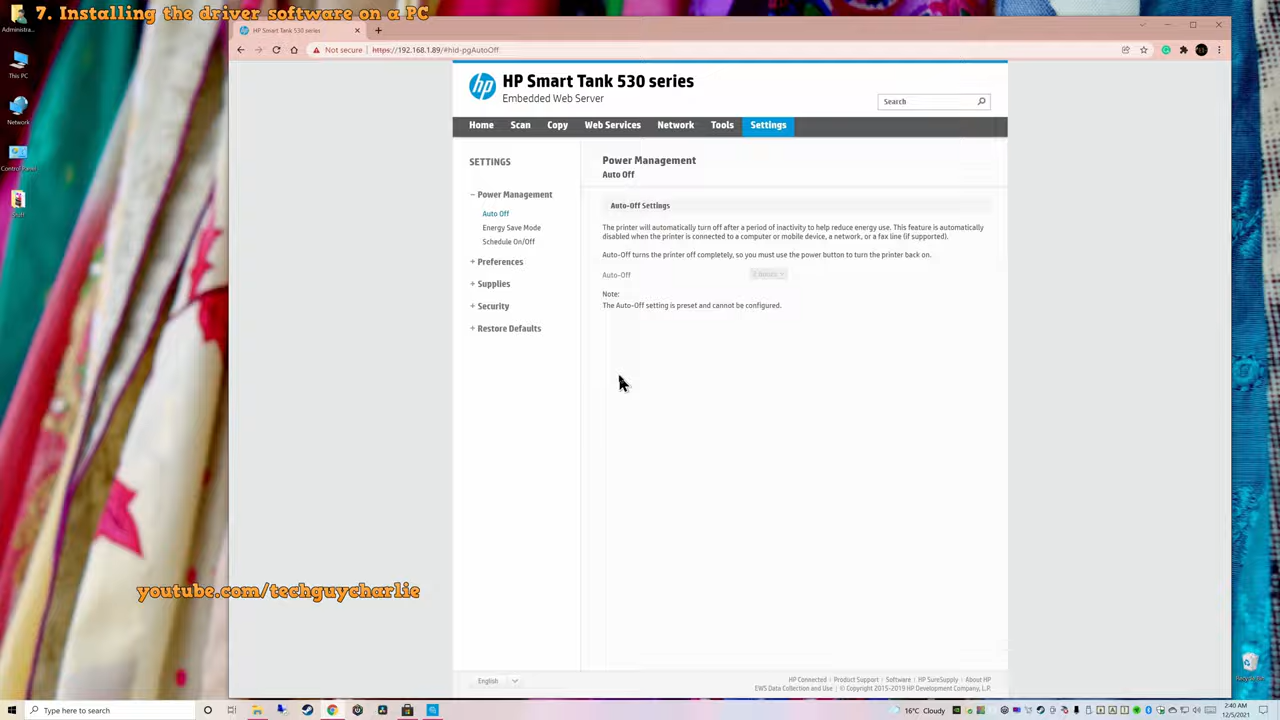 7. Installing the driver software on a PC
Administra...
This PC
Network
Control Panel
HP Smart Tank 530 series
Not secure
https://192.168.1.89/#hid-pgAutoOff
hp
HP Smart Tank 530 series
Embedded Web Server
Search
Home
Scan
Copy
Web Services
Network
Tools
Settings
SETTINGS
Power Management
Auto Off
Energy Save Mode
Schedule On/Off
Preferences
Supplies
Security
Restore Defaults
Power Management
Auto Off
Auto-Off Settings
The printer will automatically turn off after a period of inactivity to help reduce energy use. This feature is automatically
disabled when the printer is connected to a computer or mobile device, a network, or a fax line (if supported).
Auto-Off turns the printer off completely, so you must use the power button to turn the printer back on.
Auto-Off
2 hours
Note:
The Auto-Off setting is preset and cannot be configured.
youtube.com/techguycharlie
English
HP Connected | Product Support | Software | HP SureSupply | About HP
EWS Data Collection and Use | © Copyright 2015-2019 HP Development Company, L.P.
Type here to search
16°C Cloudy
2:40 AM
12/5/2021